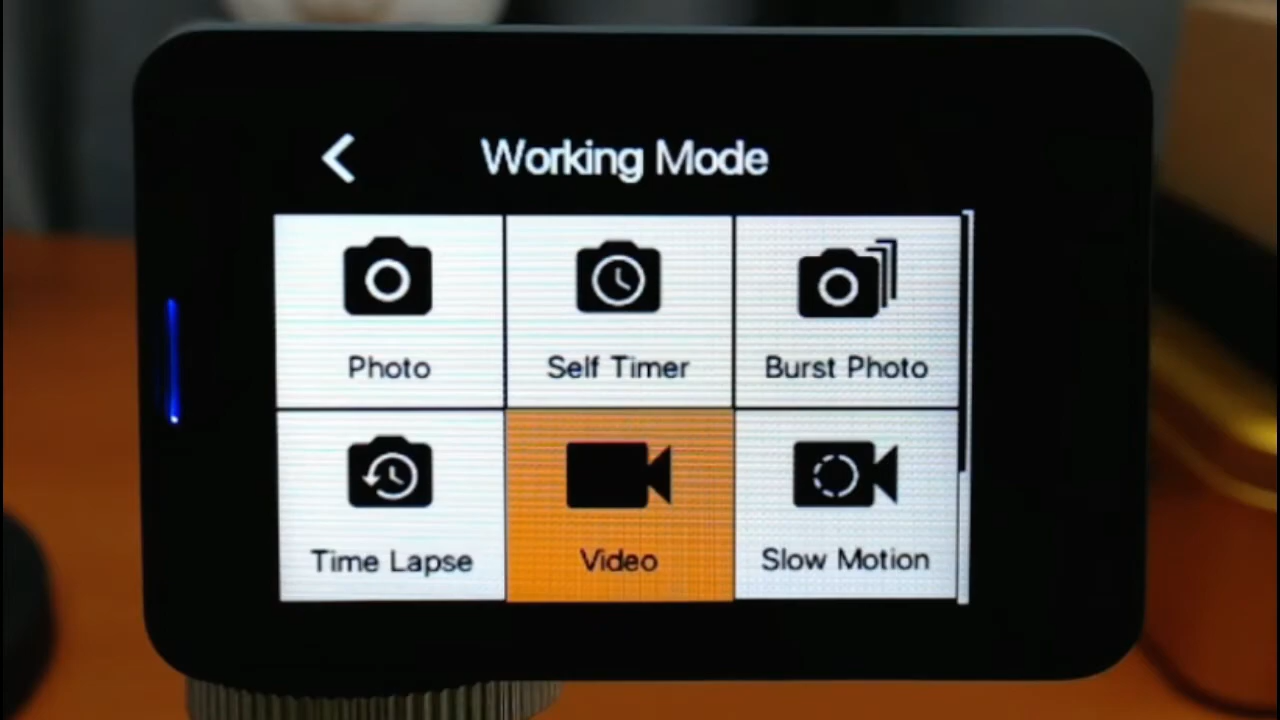 Working Mode
Photo
Self Timer
Burst Photo
Time Lapse
Video
Slow Motion